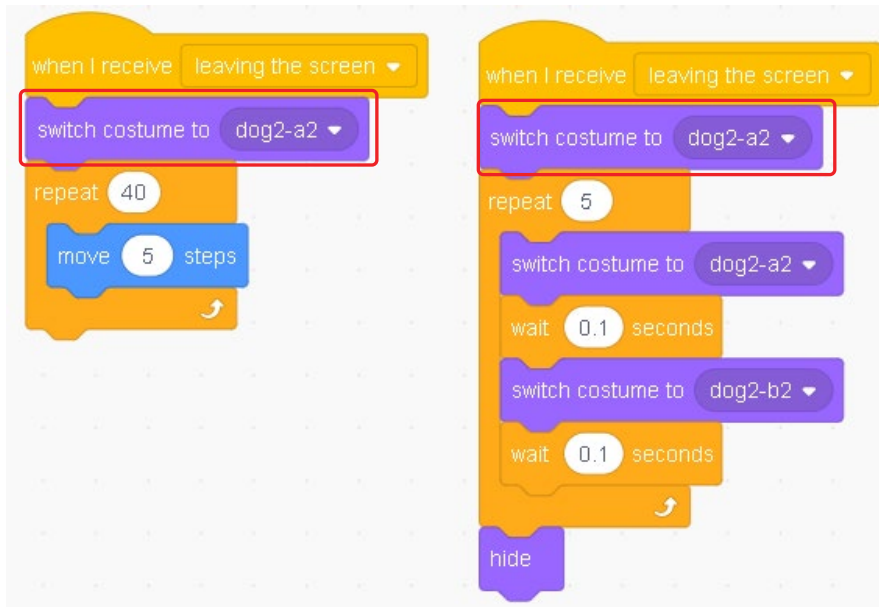 when I receive leaving the screen
switch costume to dog2-a2
repeat 40
move 5 steps
when I receive leaving the screen
switch costume to dog2-a2
repeat 5
switch costume to dog2-a2
wait 0.1 seconds
switch costume to dog2-b2
wait 0.1 seconds
hide